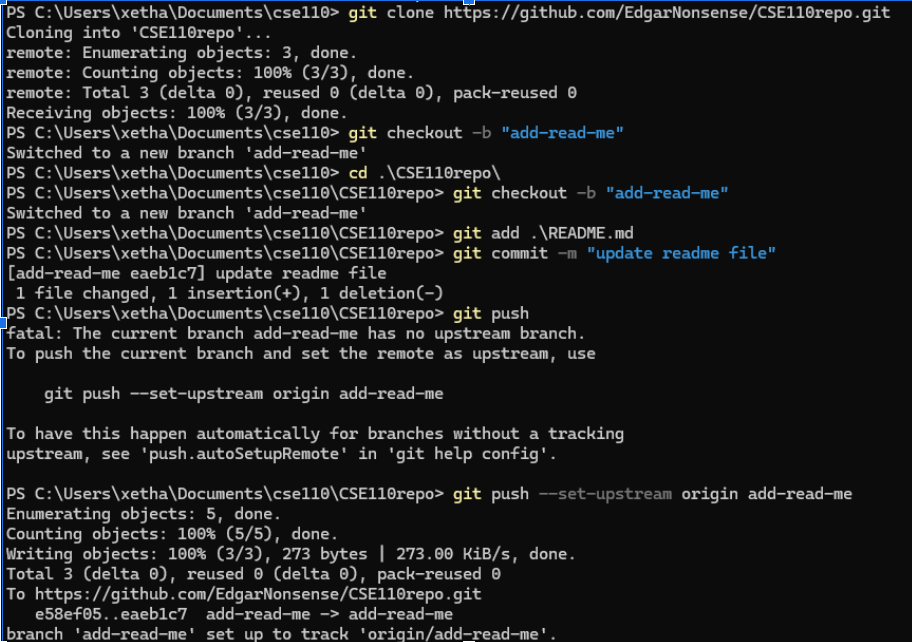 PS C:\Users\xetha\Documents\cse110> git clone https://github.com/EdgarNonsense/CSE110repo.git
Cloning into 'CSE110repo'...
remote: Enumerating objects: 3, done.
remote: Counting objects: 100% (3/3), done.
remote: Total 3 (delta 0), reused 0 (delta 0), pack-reused 0
Receiving objects: 100% (3/3), done.
PS C:\Users\xetha\Documents\cse110> git checkout -b "add-read-me"
Switched to a new branch 'add-read-me'
PS C:\Users\xetha\Documents\cse110> cd .\CSE110repo\
PS C:\Users\xetha\Documents\cse110\CSE110repo> git checkout -b "add-read-me"
Switched to a new branch 'add-read-me'
PS C:\Users\xetha\Documents\cse110\CSE110repo> git add .\README.md
PS C:\Users\xetha\Documents\cse110\CSE110repo> git commit -m "update readme file"
[add-read-me eaeb1c7] update readme file
 1 file changed, 1 insertion(+), 1 deletion(-)
PS C:\Users\xetha\Documents\cse110\CSE110repo> git push
fatal: The current branch add-read-me has no upstream branch.
To push the current branch and set the remote as upstream, use

    git push --set-upstream origin add-read-me

To have this happen automatically for branches without a tracking
upstream, see 'push.autoSetupRemote' in 'git help config'.

PS C:\Users\xetha\Documents\cse110\CSE110repo> git push --set-upstream origin add-read-me
Enumerating objects: 5, done.
Counting objects: 100% (5/5), done.
Writing objects: 100% (3/3), 273 bytes | 273.00 KiB/s, done.
Total 3 (delta 0), reused 0 (delta 0), pack-reused 0
To https://github.com/EdgarNonsense/CSE110repo.git
   e58ef05..eaeb1c7  add-read-me -> add-read-me
branch 'add-read-me' set up to track 'origin/add-read-me'.